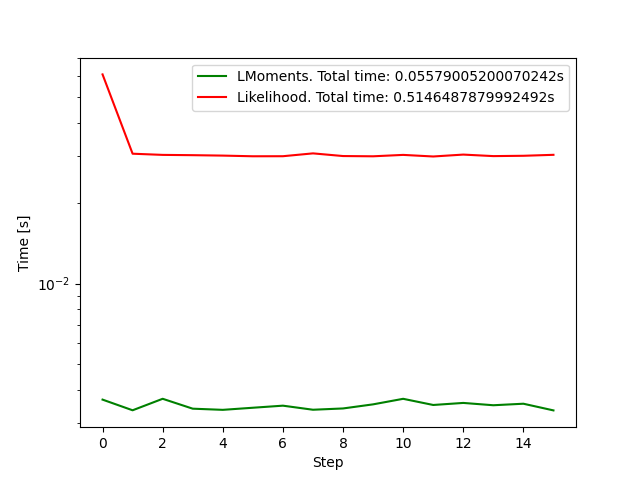 LMoments. Total time: 0.05579005200070242s
Likelihood. Total time: 0.5146487879992492s
Time [s]
10⁻²
0 2 4 6 8 10 12 14
Step